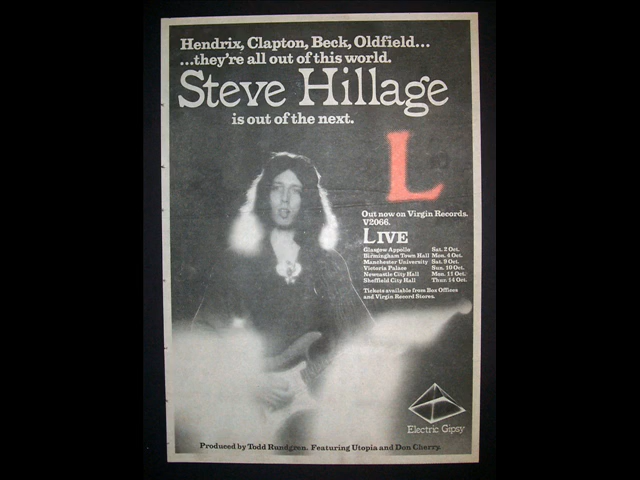 Hendrix, Clapton, Beck, Oldfield...
...they're all out of this world.
Steve Hillage
is out of the next.
L
Out now on Virgin Records.
V2066.
LIVE
Glasgow Appollo Sat. 2 Oct.
Birmingham Town Hall Mon. 4 Oct.
Manchester University Sat. 9 Oct.
Victoria Palace Sun. 10 Oct.
Newcastle City Hall Mon. 11 Oct.
Sheffield City Hall Thur. 14 Oct.
Tickets available from Box Offices
and Virgin Record Stores.
Electric Gipsy
Produced by Todd Rundgren. Featuring Utopia and Don Cherry.